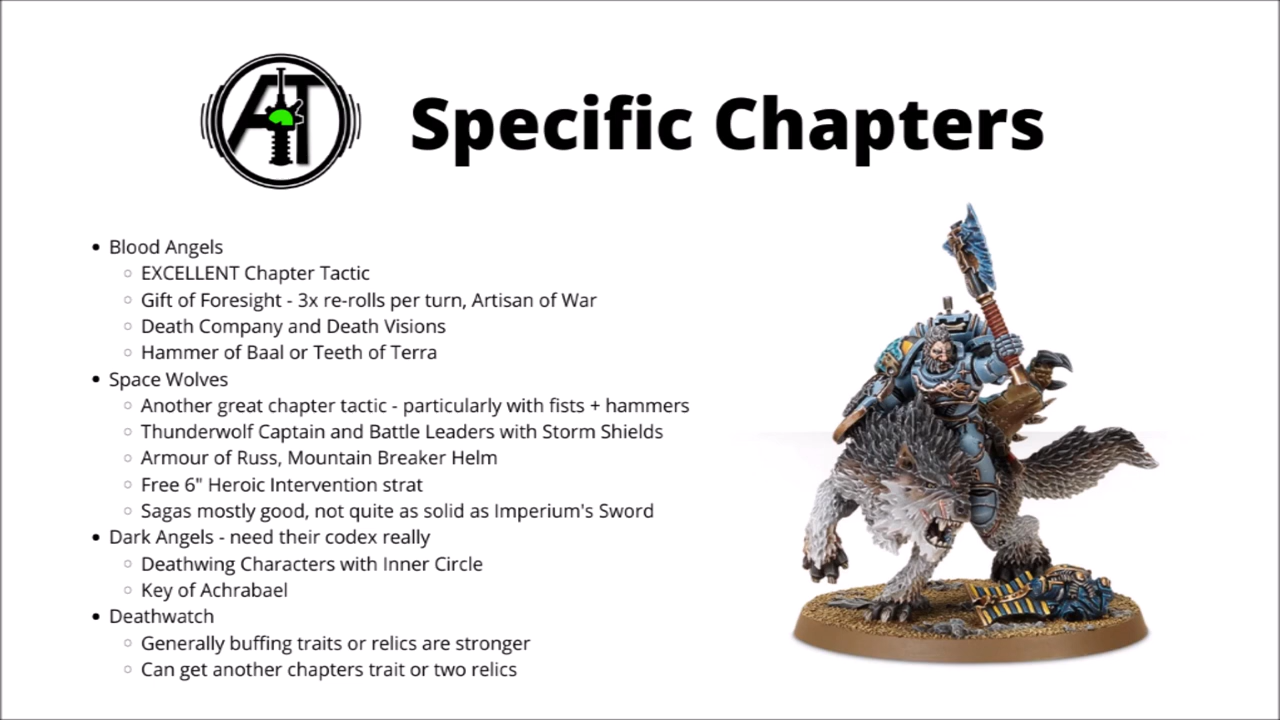 AT
Specific Chapters
• Blood Angels
○ EXCELLENT Chapter Tactic
○ Gift of Foresight - 3x re-rolls per turn, Artisan of War
○ Death Company and Death Visions
○ Hammer of Baal or Teeth of Terra
• Space Wolves
○ Another great chapter tactic - particularly with fists + hammers
○ Thunderwolf Captain and Battle Leaders with Storm Shields
○ Armour of Russ, Mountain Breaker Helm
○ Free 6" Heroic Intervention strat
○ Sagas mostly good, not quite as solid as Imperium's Sword
• Dark Angels - need their codex really
○ Deathwing Characters with Inner Circle
○ Key of Achrabael
• Deathwatch
○ Generally buffing traits or relics are stronger
○ Can get another chapters trait or two relics